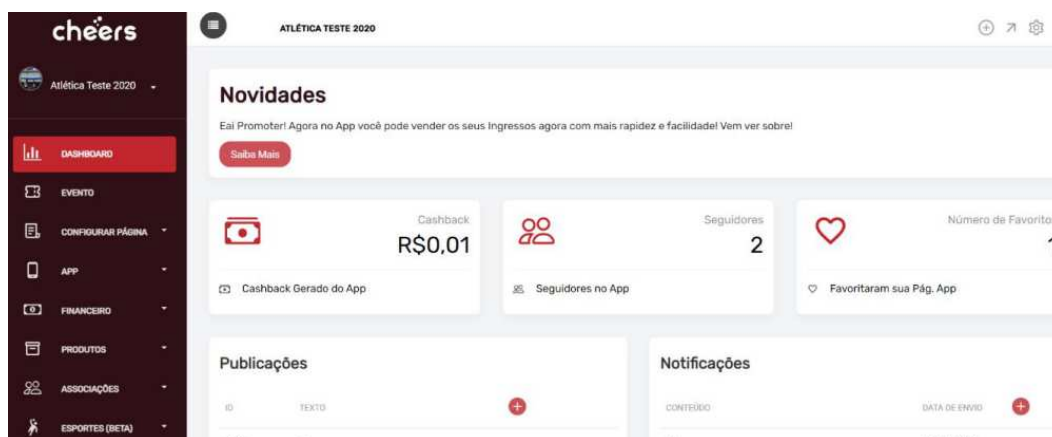 cheers
ATLÉTICA TESTE 2020
Atlética Teste 2020
DASHBOARD
EVENTO
CONFIGURAR PÁGINA
APP
FINANCEIRO
PRODUTOS
ASSOCIAÇÕES
ESPORTES (BETA)
Novidades
Eai Promoter! Agora no App você pode vender os seus Ingressos agora com mais rapidez e facilidade! Vem ver sobre!
Saiba Mais
Cashback
R$0,01
Cashback Gerado do App
Seguidores
2
Seguidores no App
Número de Favorito
Favoritaram sua Pág. App
Publicações
ID TEXTO
Notificações
CONTEÚDO DATA DE ENVIO